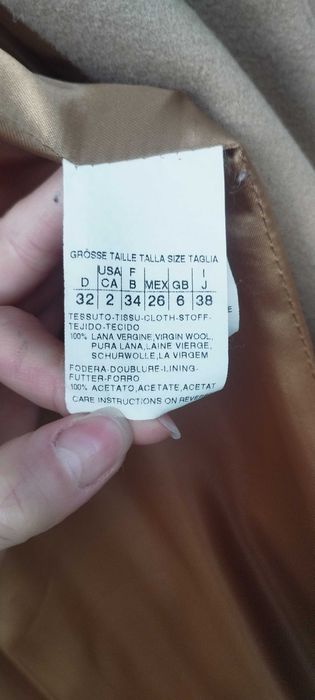 GRÖSSE TAILLE TALLA SIZE TAGLIA
USA F I
D CA B MEX GB J
32 2 34 26 6 38
TESSUTO-TISSU-CLOTH-STOFF-
TEJIDO-TECIDO
100% LANA VERGINE,VIRGIN WOOL,
PURA LANA,LAINE VIERGE,
SCHURWOLLE,LA VIRGEM
FODERA-DOUBLURE-LINING-
FUTTER-FORRO
100% ACETATO,ACETATE,ACETAT
CARE INSTRUCTIONS ON